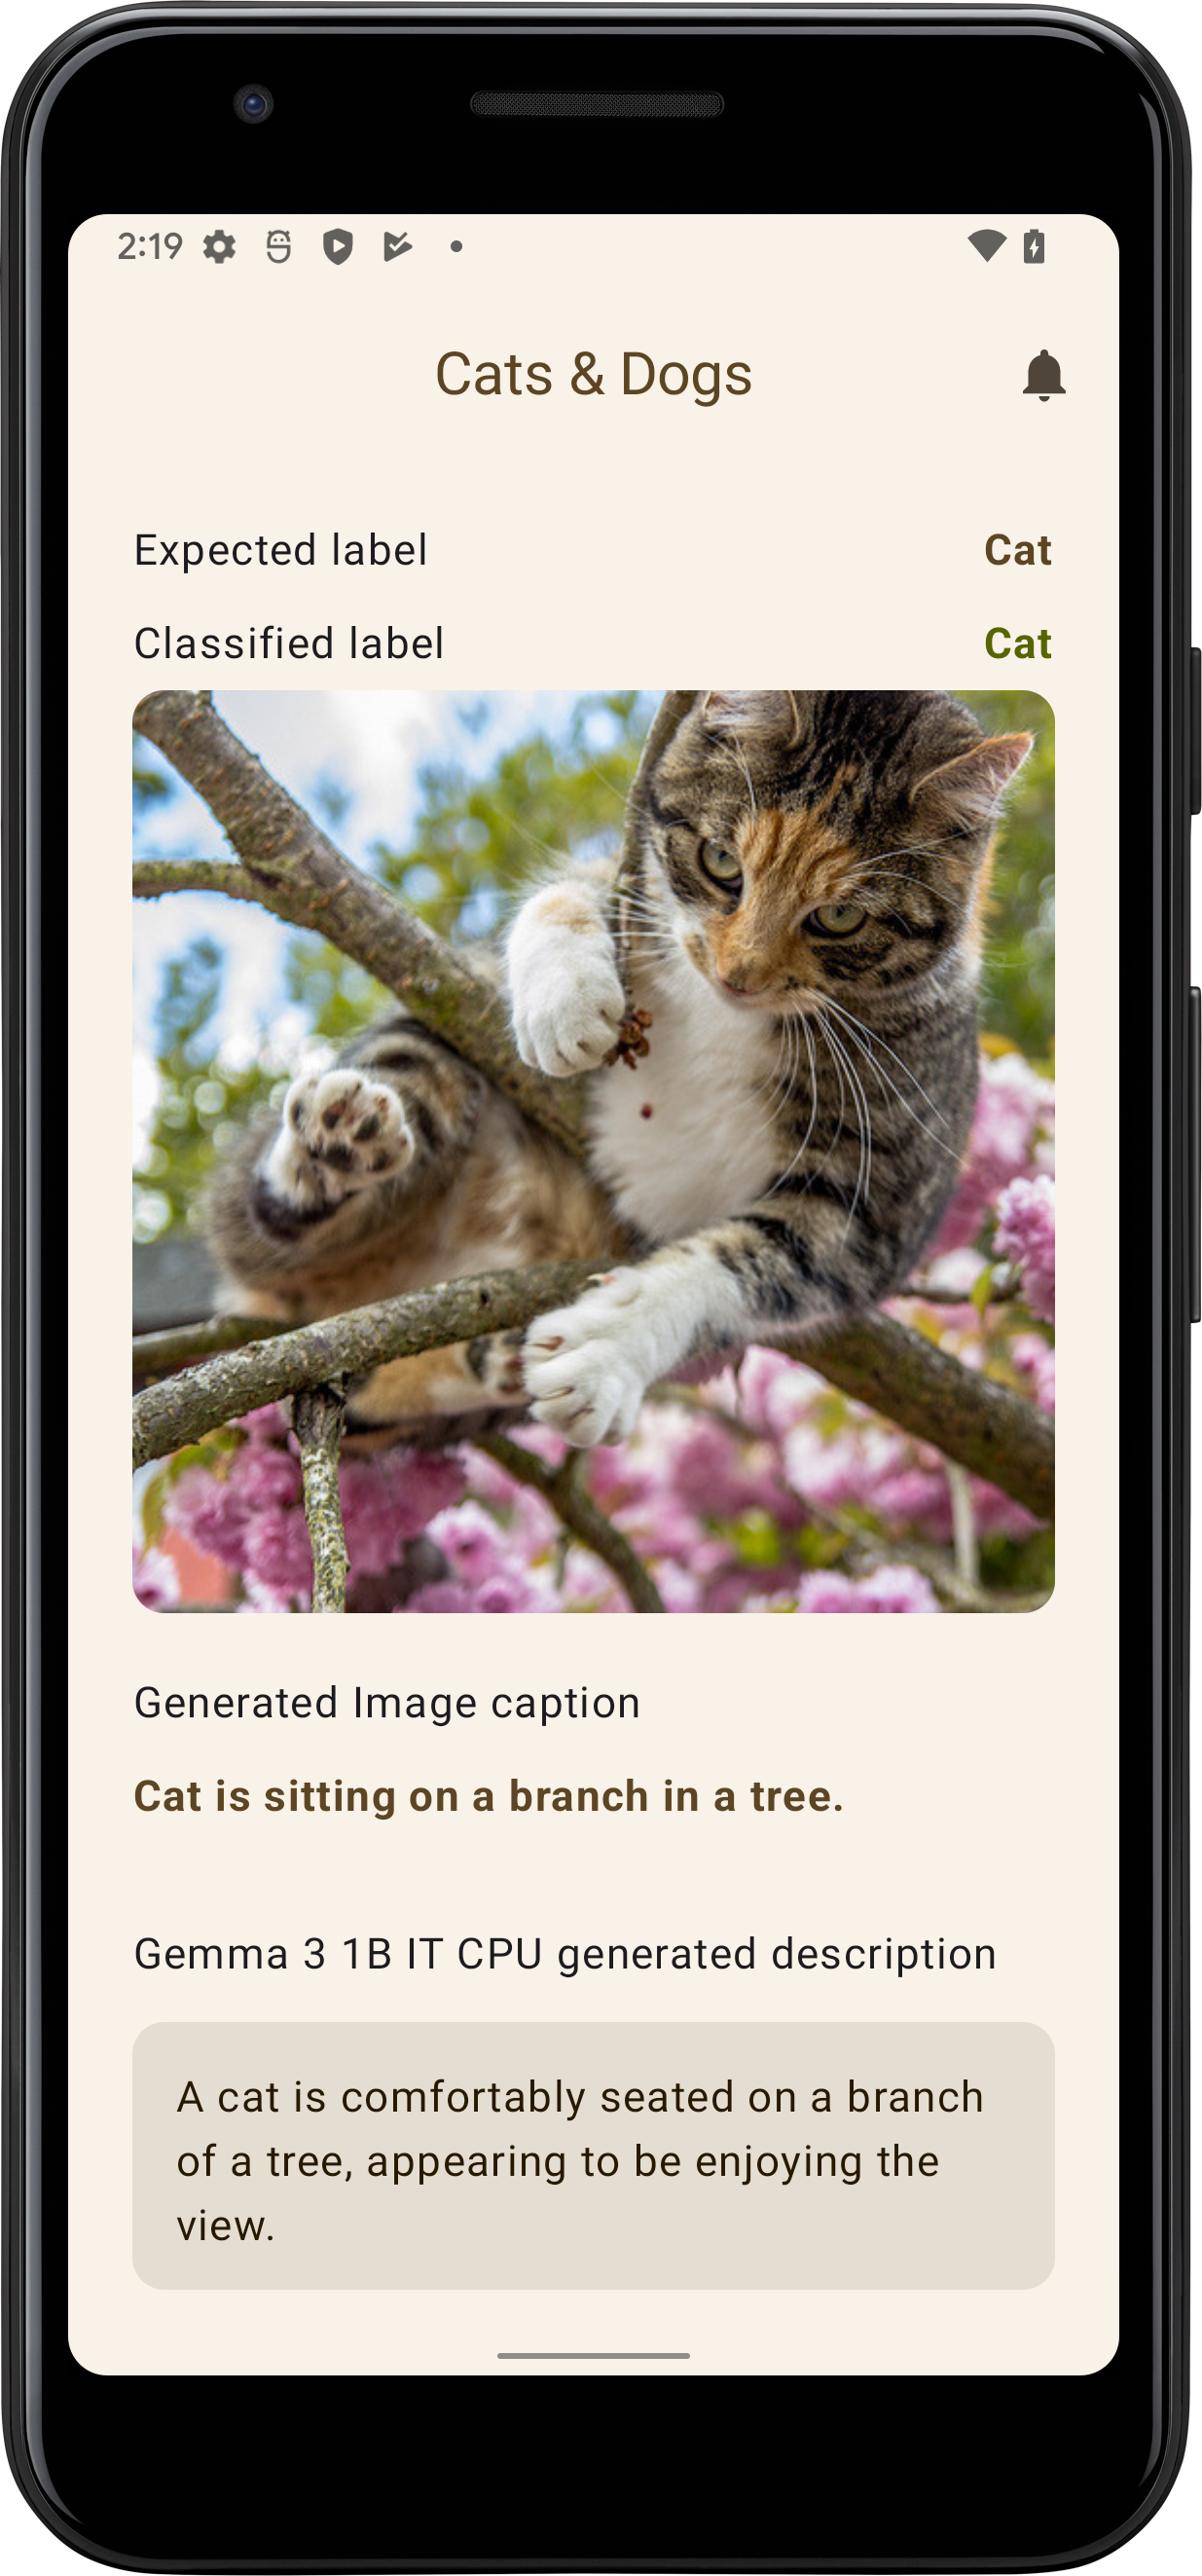 2:19
Cats & Dogs
Expected label Cat
Classified label Cat
Generated Image caption
Cat is sitting on a branch in a tree.
Gemma 3 1B IT CPU generated description
A cat is comfortably seated on a branch
of a tree, appearing to be enjoying the
view.